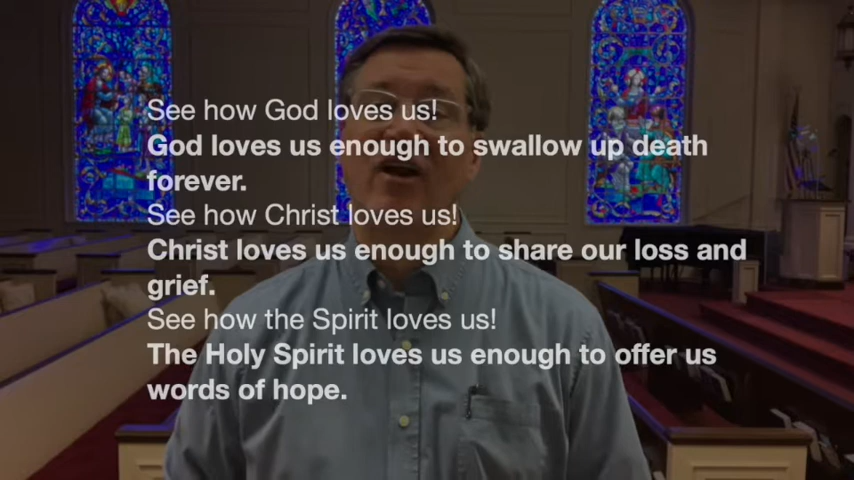 See how God loves us!
God loves us enough to swallow up death
forever.
See how Christ loves us!
Christ loves us enough to share our loss and
grief.
See how the Spirit loves us!
The Holy Spirit loves us enough to offer us
words of hope.